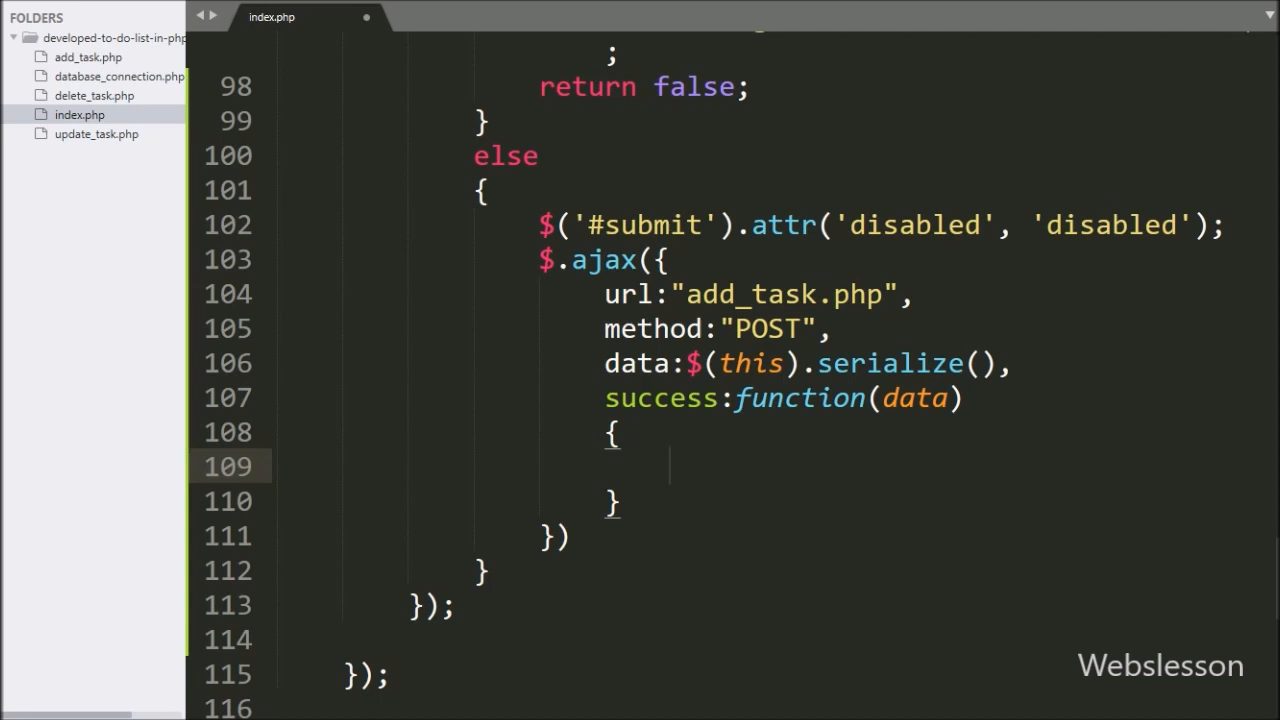 FOLDERS
developed-to-do-list-in-php
add_task.php
database_connection.php
delete_task.php
index.php
update_task.php
index.php
;
98 return false;
99 }
100 else
101 {
102 $('#submit').attr('disabled', 'disabled');
103 $.ajax({
104 url:"add_task.php",
105 method:"POST",
106 data:$(this).serialize(),
107 success:function(data)
108 {
109
110 }
111 })
112 }
113 });
114
115 });
116
Webslesson